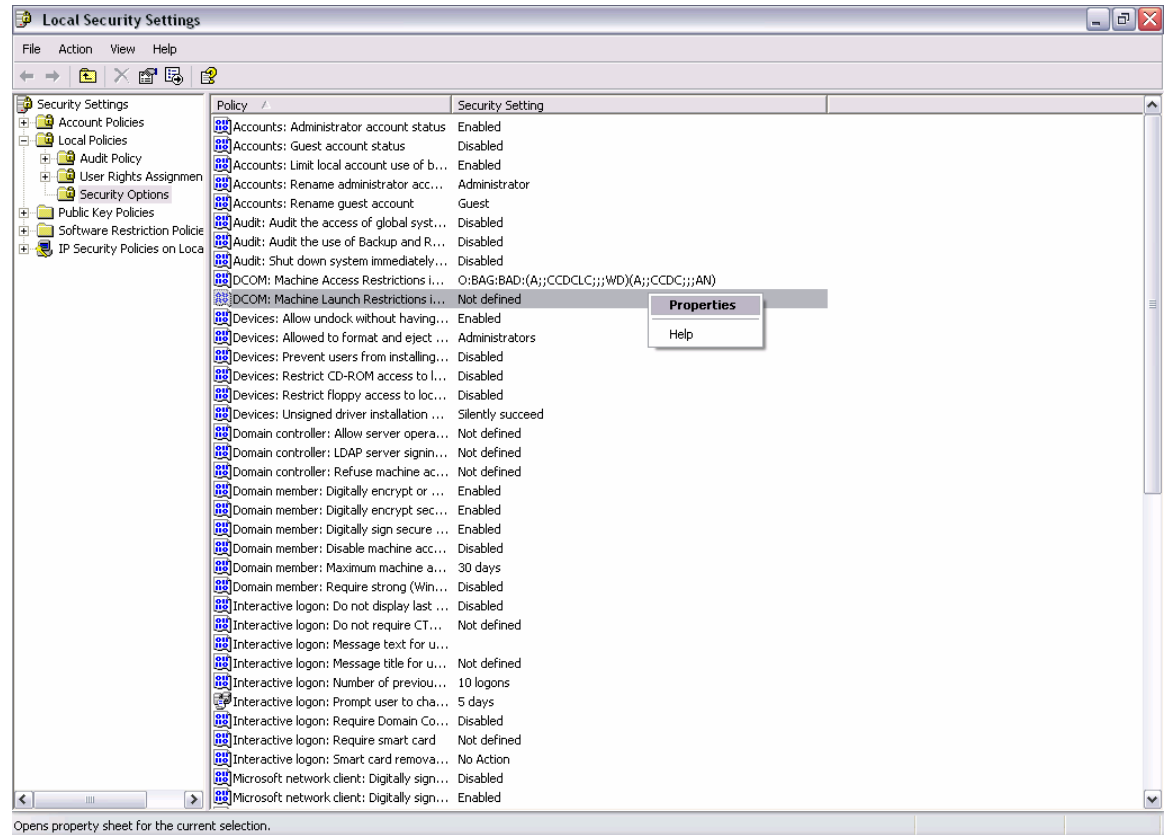 Local Security Settings
File Action View Help
Security Settings
Account Policies
Local Policies
Audit Policy
User Rights Assignmen
Security Options
Public Key Policies
Software Restriction Policie
IP Security Policies on Loca
Policy Security Setting
Accounts: Administrator account status Enabled
Accounts: Guest account status Disabled
Accounts: Limit local account use of b... Enabled
Accounts: Rename administrator acc... Administrator
Accounts: Rename guest account Guest
Audit: Audit the access of global syst... Disabled
Audit: Audit the use of Backup and R... Disabled
Audit: Shut down system immediately... Disabled
DCOM: Machine Access Restrictions i... O:BAG:BAD:(A;;CCDCLC;;;WD)(A;;CCDC;;;AN)
DCOM: Machine Launch Restrictions i... Not defined
Properties
Help
Devices: Allow undock without having... Enabled
Devices: Allowed to format and eject ... Administrators
Devices: Prevent users from installing... Disabled
Devices: Restrict CD-ROM access to l... Disabled
Devices: Restrict floppy access to loc... Disabled
Devices: Unsigned driver installation ... Silently succeed
Domain controller: Allow server opera... Not defined
Domain controller: LDAP server signin... Not defined
Domain controller: Refuse machine ac... Not defined
Domain member: Digitally encrypt or ... Enabled
Domain member: Digitally encrypt sec... Enabled
Domain member: Digitally sign secure ... Enabled
Domain member: Disable machine acc... Disabled
Domain member: Maximum machine a... 30 days
Domain member: Require strong (Win... Disabled
Interactive logon: Do not display last ... Disabled
Interactive logon: Do not require CT... Not defined
Interactive logon: Message text for u...
Interactive logon: Message title for u... Not defined
Interactive logon: Number of previou... 10 logons
Interactive logon: Prompt user to cha... 5 days
Interactive logon: Require Domain Co... Disabled
Interactive logon: Require smart card Not defined
Interactive logon: Smart card remova... No Action
Microsoft network client: Digitally sign... Disabled
Microsoft network client: Digitally sign... Enabled
Opens property sheet for the current selection.